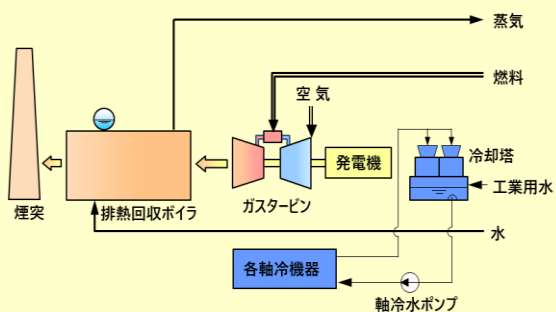 蒸気
燃料
空 気
発電機
冷却塔
工業用水
煙突
排熱回収ボイラ
ガスタービン
水
各軸冷機器
軸冷水ポンプ